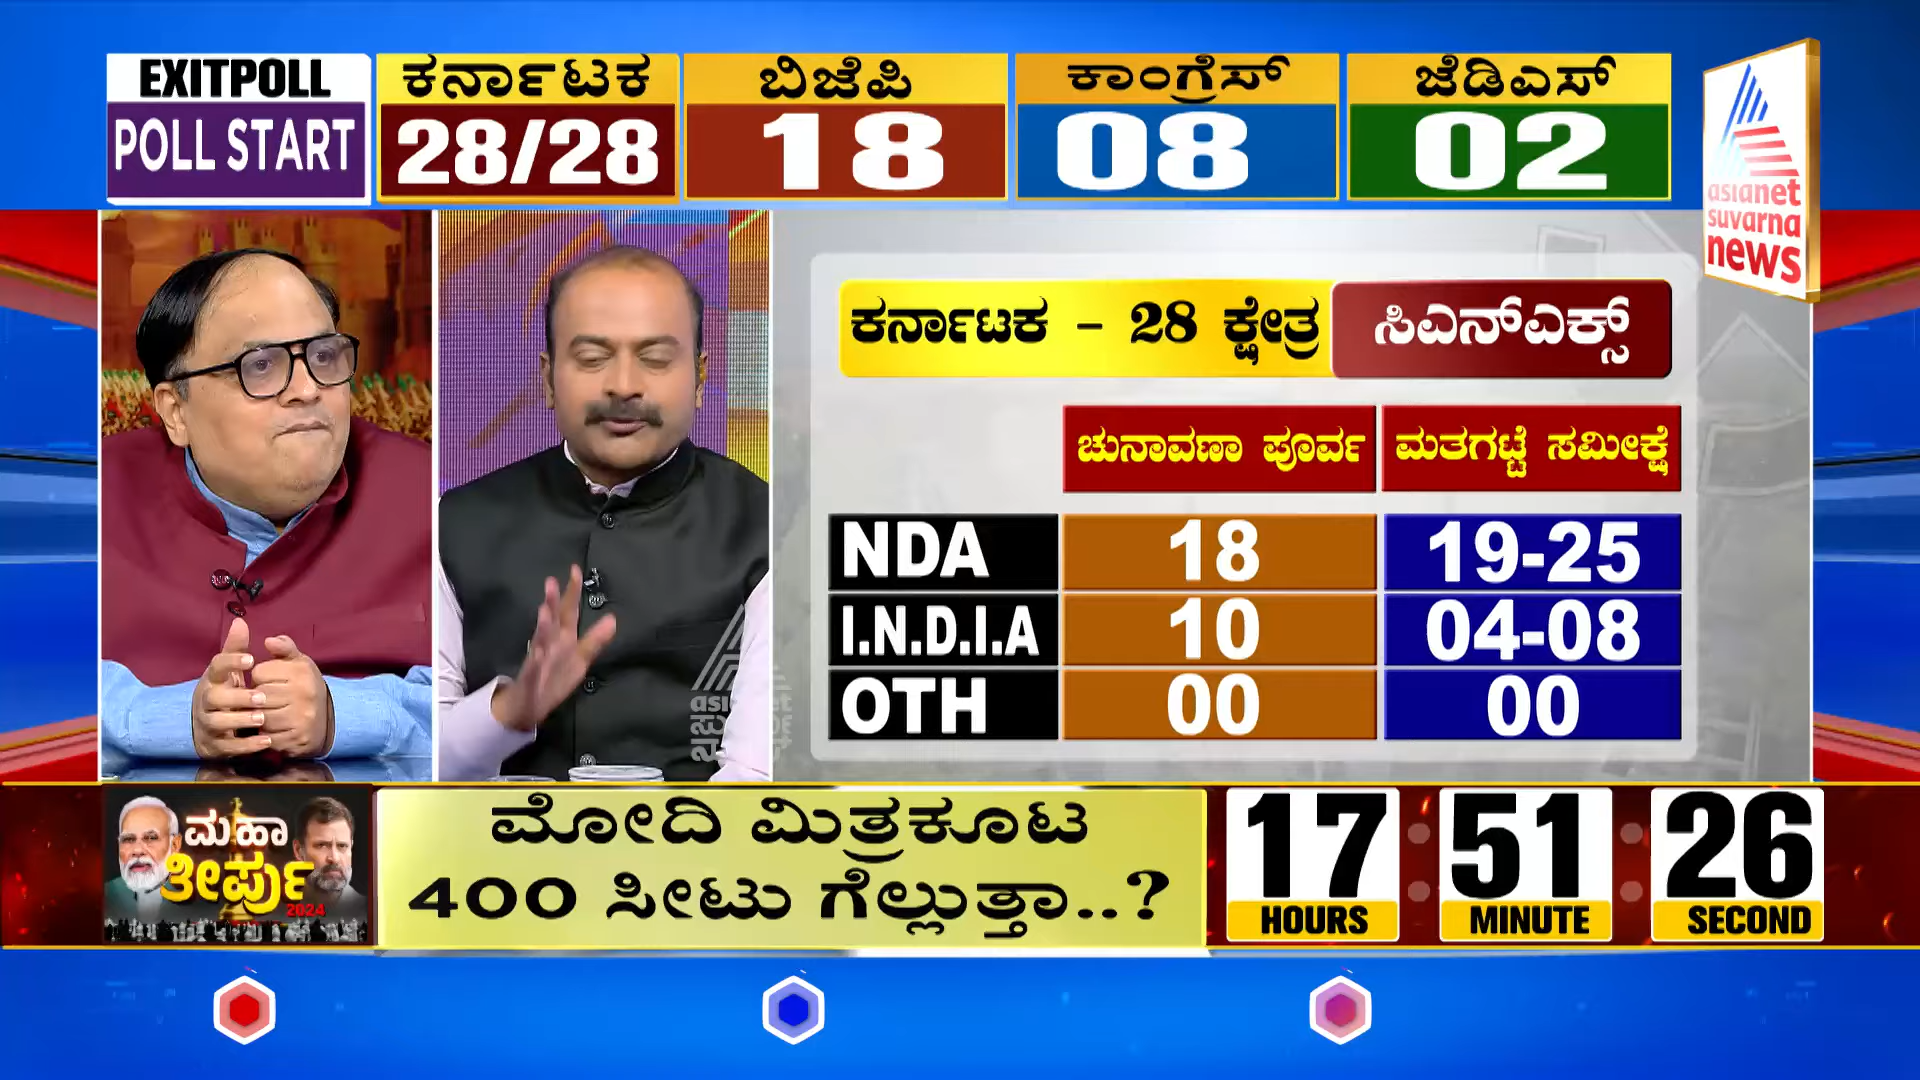 EXITPOLL
POLL START
ಕರ್ನಾಟಕ
28/28
ಬಿಜೆಪಿ
18
ಕಾಂಗ್ರೆಸ್
08
ಜೆಡಿಎಸ್
02
asianet
suvarna
news
ಕರ್ನಾಟಕ - 28 ಕ್ಷೇತ್ರ ಸಿಎನ್ಎಕ್ಸ್
ಚುನಾವಣಾ ಪೂರ್ವ ಮತಗಟ್ಟೆ ಸಮೀಕ್ಷೆ
NDA 18 19-25
I.N.D.I.A 10 04-08
OTH 00 00
asianet
ಮಹಾ
ತೀರ್ಪು
2024
ಮೋದಿ ಮಿತ್ರಕೂಟ
400 ಸೀಟು ಗೆಲ್ಲುತ್ತಾ..?
17 : 51 : 26
HOURS MINUTE SECOND